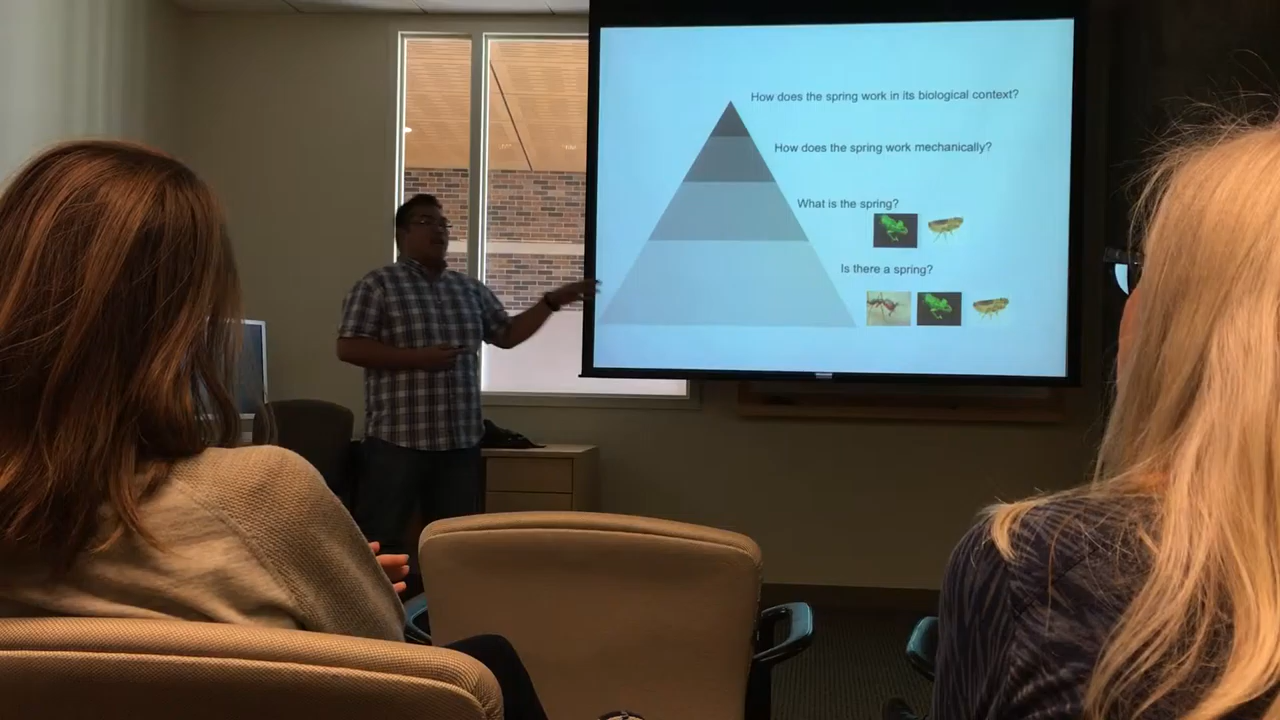 How does the spring work in its biological context?
How does the spring work mechanically?
What is the spring?
Is there a spring?